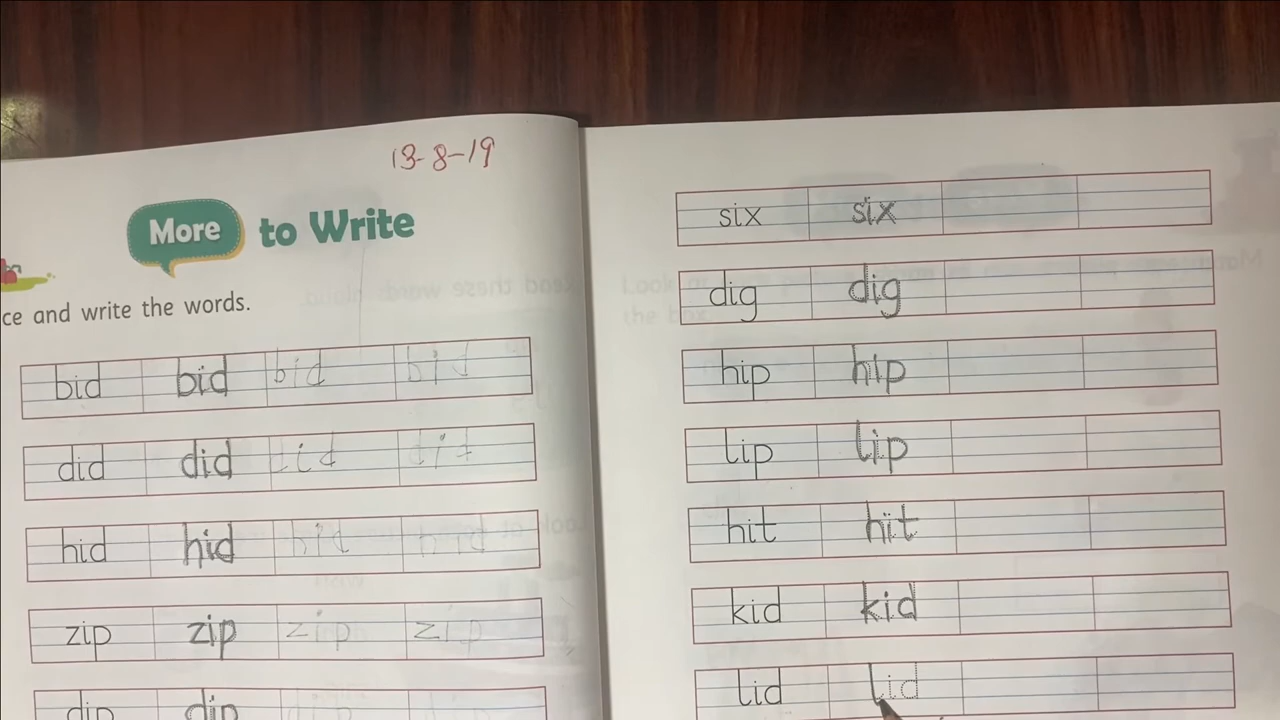 13-8-19
More to Write
ce and write the words.
bid bid bid bid
did did did did
hid hid hid hid
zip zip zip zip
dip dip
six six
dig dig
hip hip
lip lip
hit hit
kid kid
lid lid